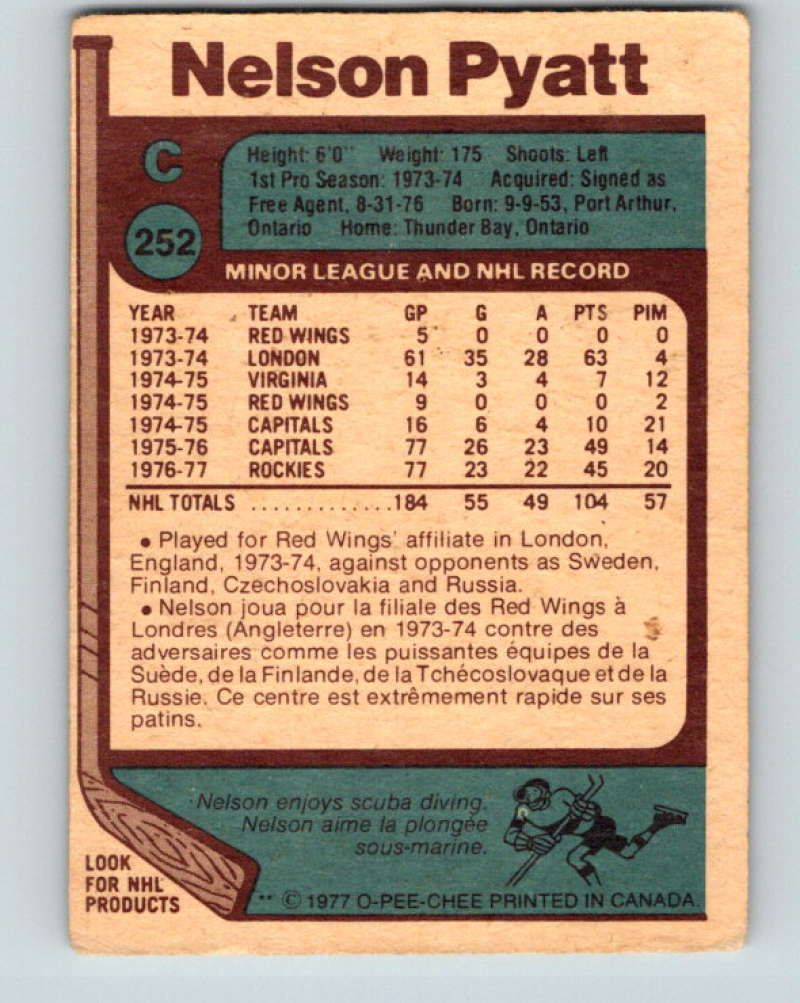 Nelson Pyatt
C
252
Height: 6'0" Weight: 175 Shoots: Left
1st Pro Season: 1973-74 Acquired: Signed as
Free Agent, 8-31-76 Born: 9-9-53, Port Arthur,
Ontario Home: Thunder Bay, Ontario
MINOR LEAGUE AND NHL RECORD
YEAR TEAM GP G A PTS PIM
1973-74 RED WINGS 5 0 0 0 0
1973-74 LONDON 61 35 28 63 4
1974-75 VIRGINIA 14 3 4 7 12
1974-75 RED WINGS 9 0 0 0 2
1974-75 CAPITALS 16 6 4 10 21
1975-76 CAPITALS 77 26 23 49 14
1976-77 ROCKIES 77 23 22 45 20
NHL TOTALS .............184 55 49 104 57
• Played for Red Wings' affiliate in London,
England, 1973-74, against opponents as Sweden,
Finland, Czechoslovakia and Russia.
• Nelson joua pour la filiale des Red Wings à
Londres (Angleterre) en 1973-74 contre des
adversaires comme les puissantes équipes de la
Suède, de la Finlande, de la Tchécoslovaque et de la
Russie. Ce centre est extrêmement rapide sur ses
patins.
Nelson enjoys scuba diving.
Nelson aime la plongée
sous-marine.
LOOK
FOR NHL
PRODUCTS
** © 1977 O-PEE-CHEE PRINTED IN CANADA.